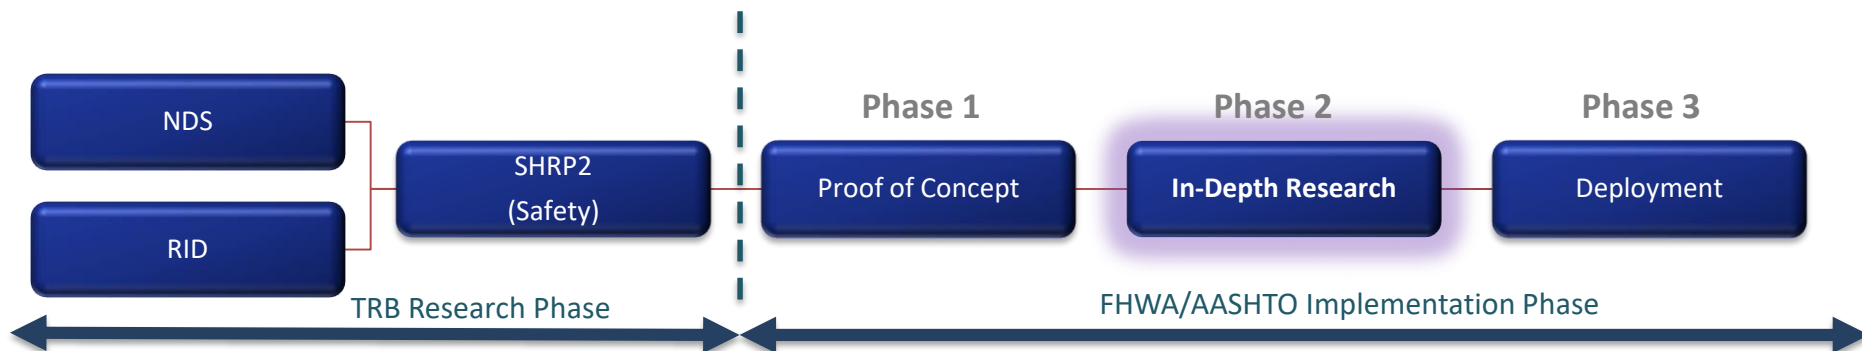 NDS
RID
SHRP2
(Safety)
Phase 1
Proof of Concept
Phase 2
In-Depth Research
Phase 3
Deployment
TRB Research Phase
FHWA/AASHTO Implementation Phase